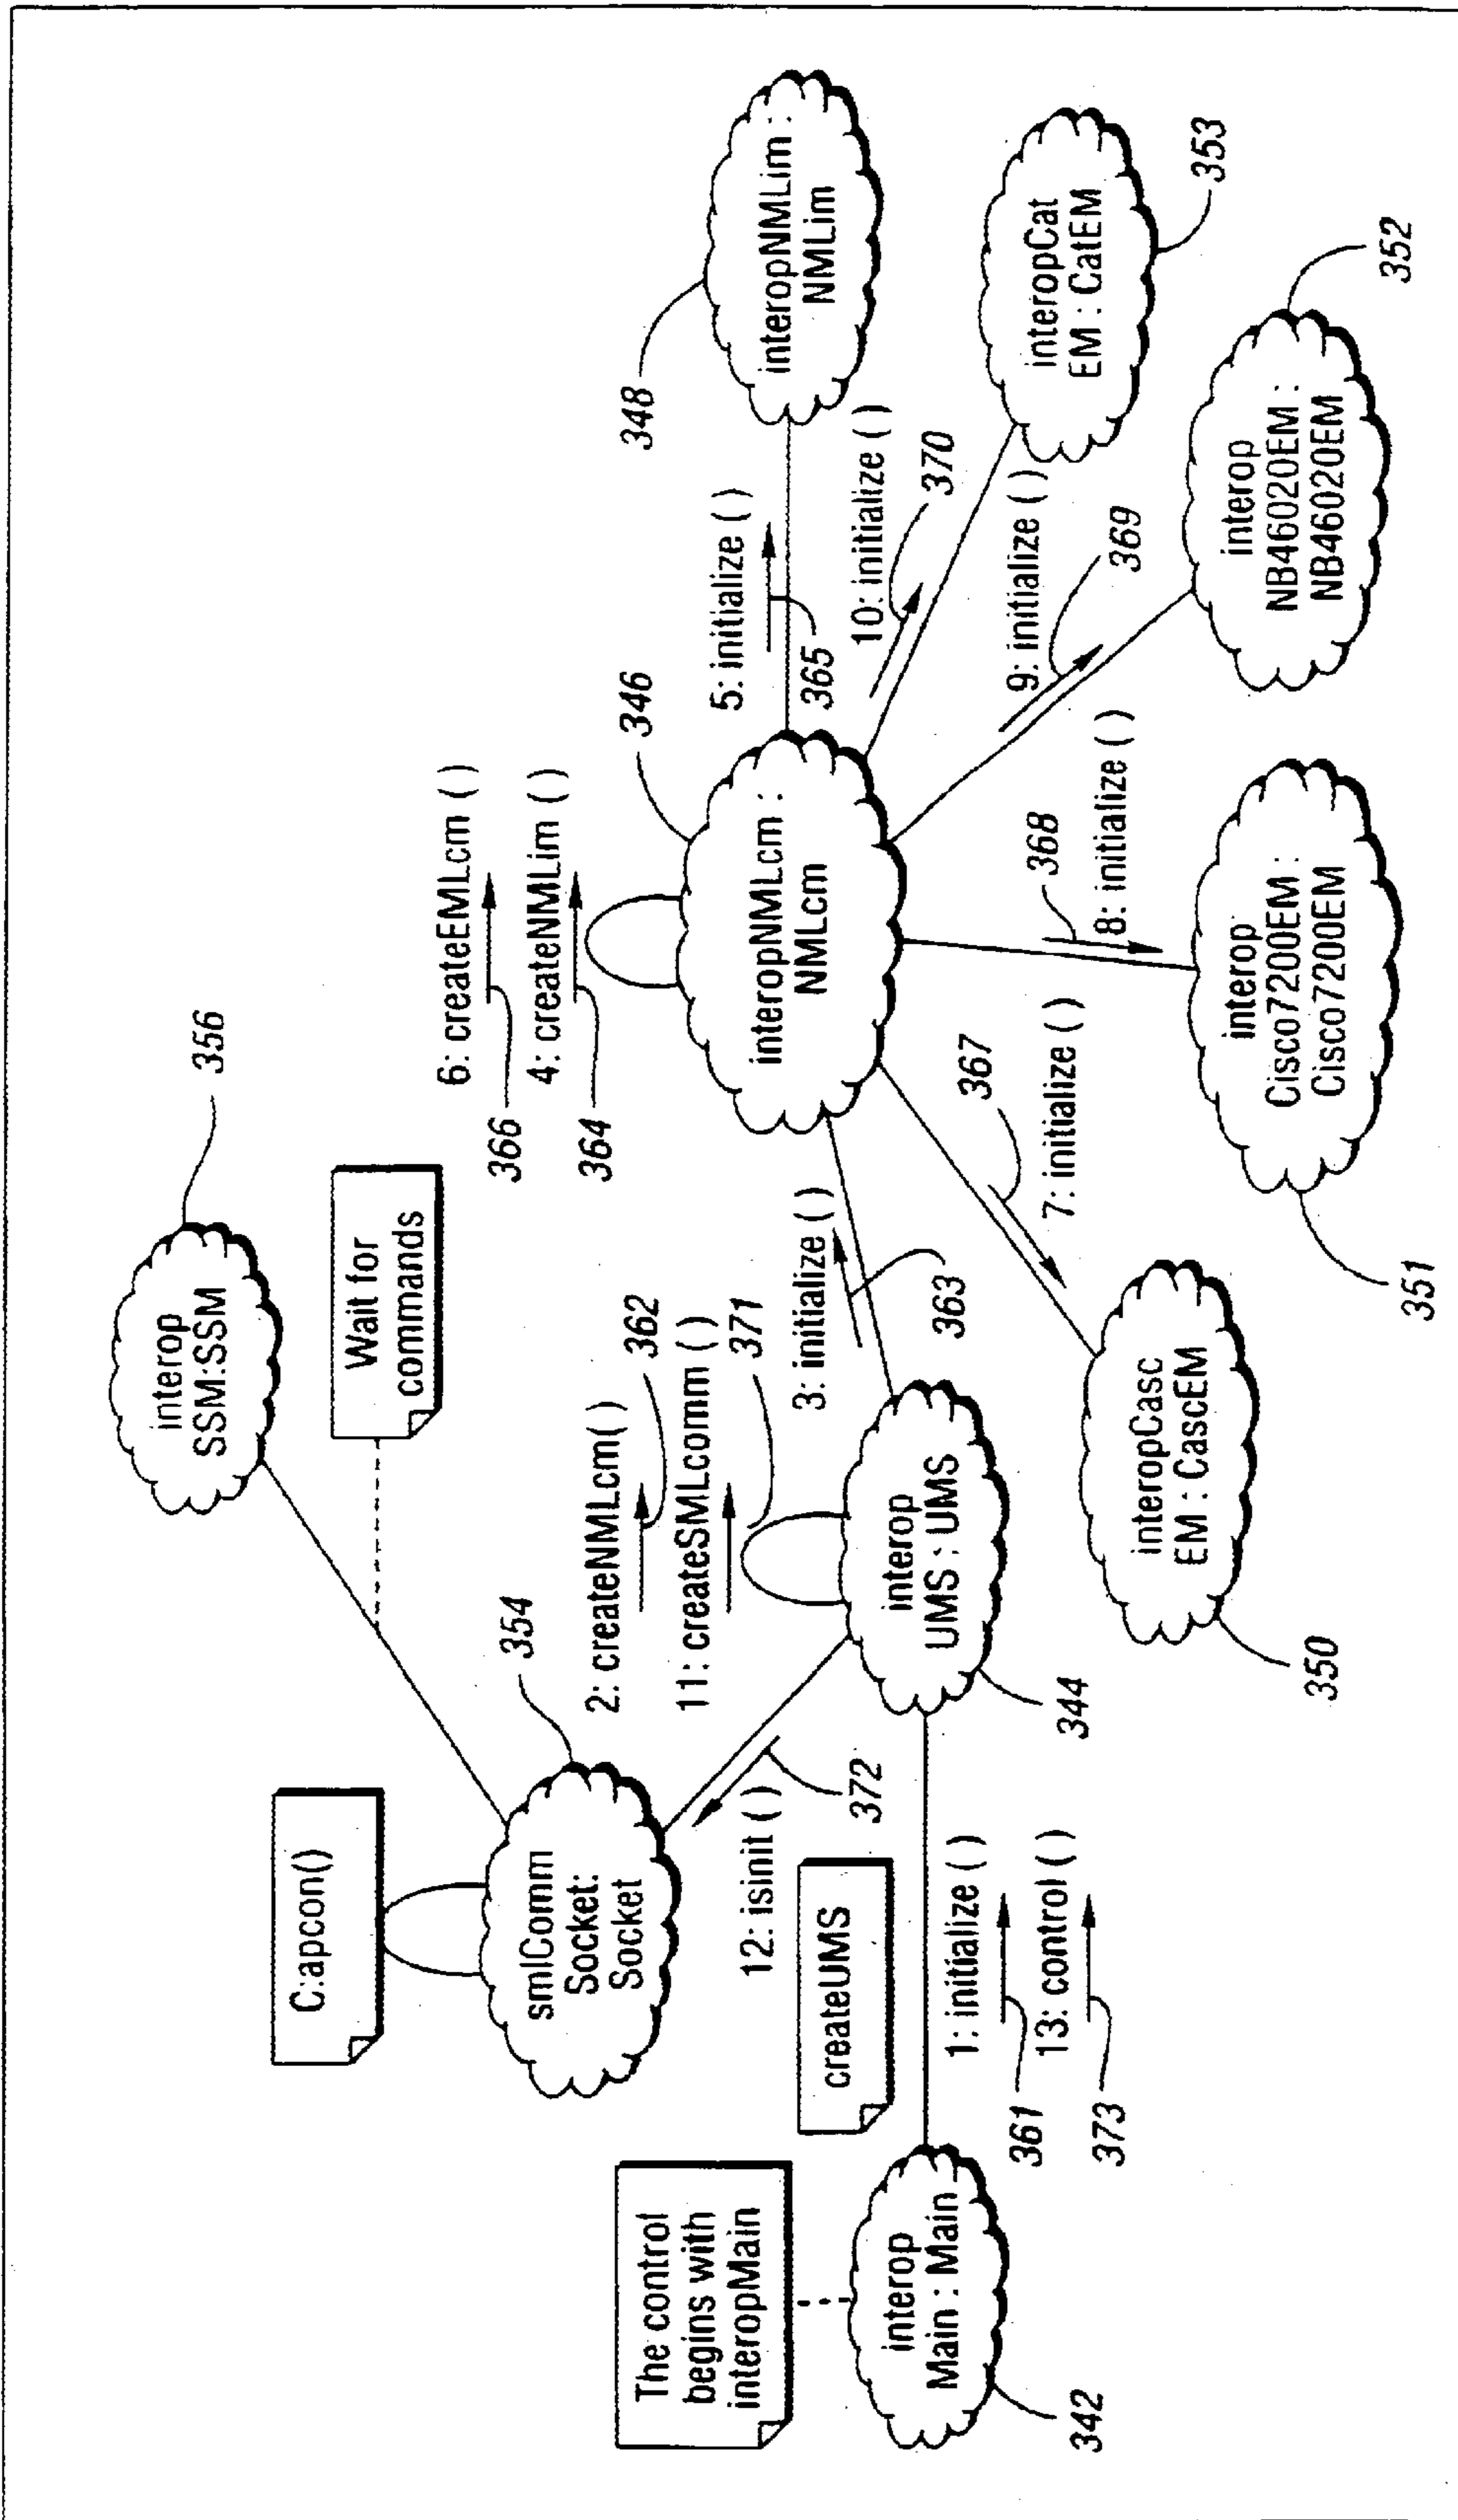 356
interop
SSM:SSM
Wait for
commands
C:apcon()
354
smlComm
Socket:
Socket
6: createEMLcm ( )
366
4: createNMLim ( )
364
346
348
5: initialize ( )
365
interopNMLim :
NMLim
2: createNMLcm( )
362
11: createSMLcomm ( )
371
3: initialize ( )
363
interopNMLcm :
NMLcm
10: initialize ( )
370
interopCat
EM : CatEM
353
The control
begins with
interopMain
createUMS
12: isinit ( )
372
interop
UMS : UMS
344
367
7: initialize ( )
368
8: initialize ( )
9: initialize ( )
369
interop
Main : Main
342
1: initialize ( )
361
13: control ( )
373
interopCasc
EM : CascEM
350
interop
Cisco7200EM :
Cisco7200EM
351
interop
NB46020EM :
NB46020EM
352